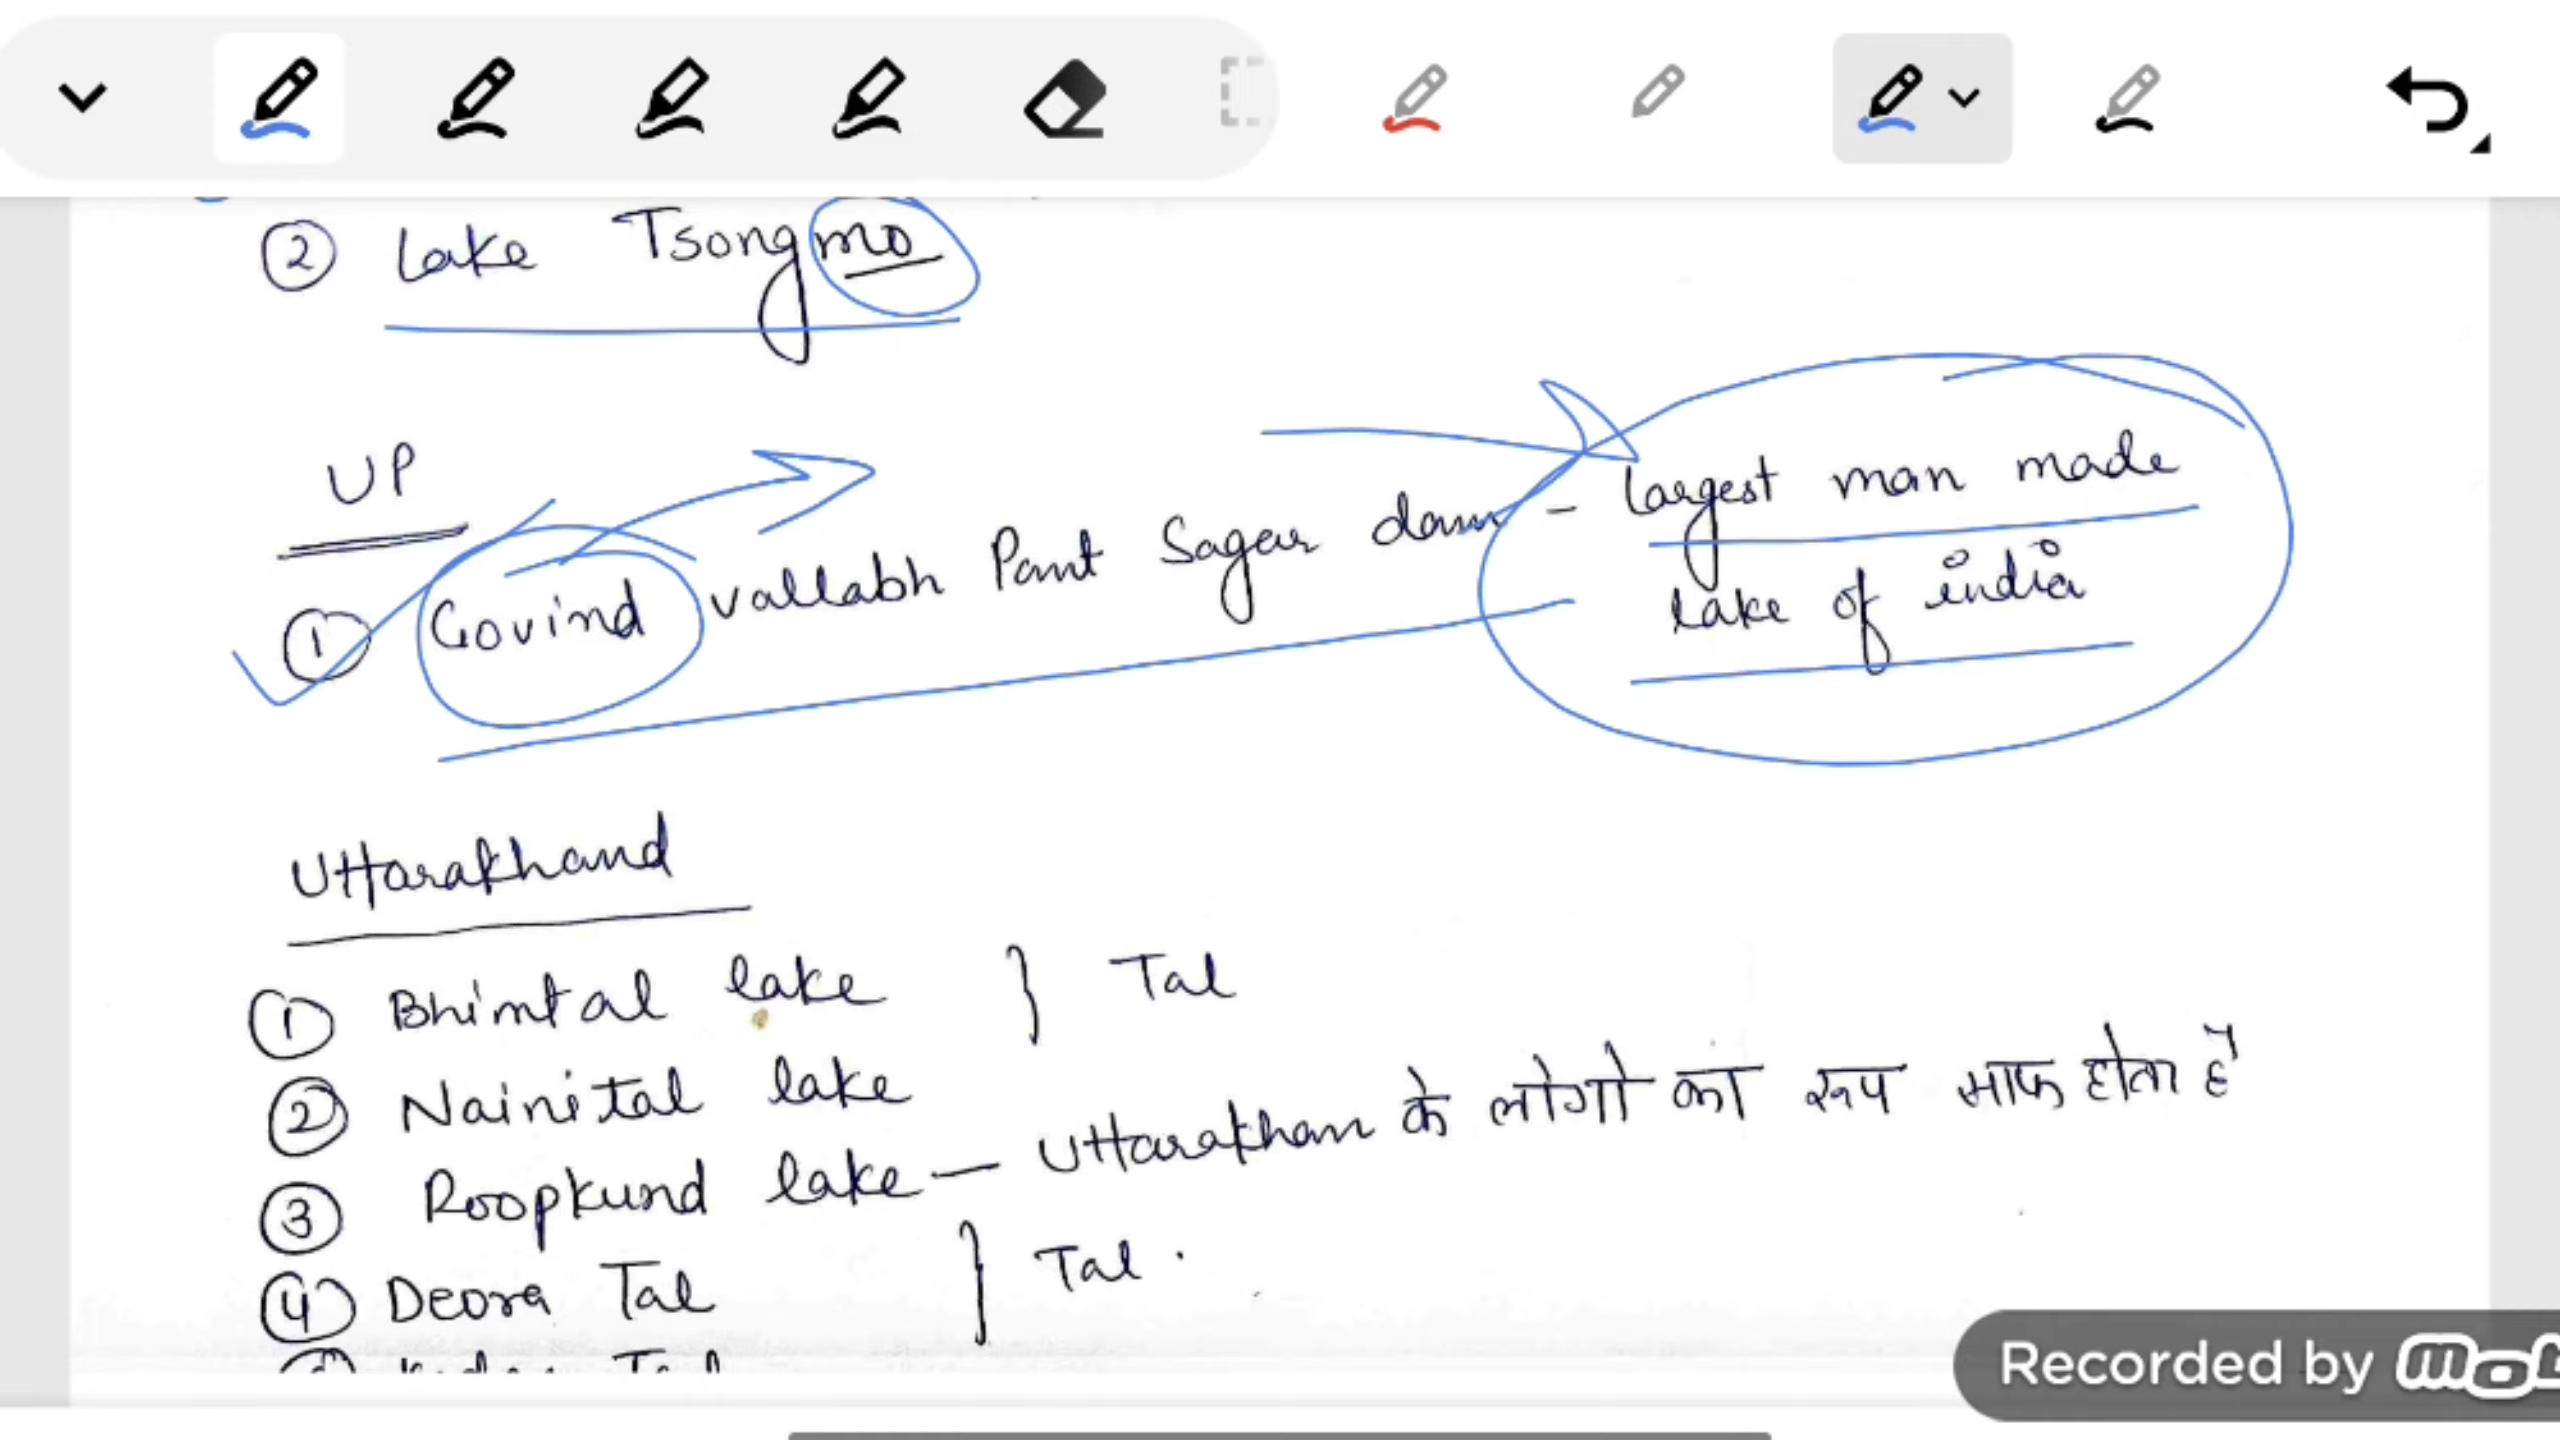 ② Lake Tsongmo
UP
① Govind vallabh Pant Sagar dam - largest man made
lake of india
Uttarakhand
① Bhimtal lake } Tal
② Nainital lake
③ Roopkund lake — Uttarakhan के लोगो का रूप साफ होता है
④ Deora Tal } Tal .
Recorded by